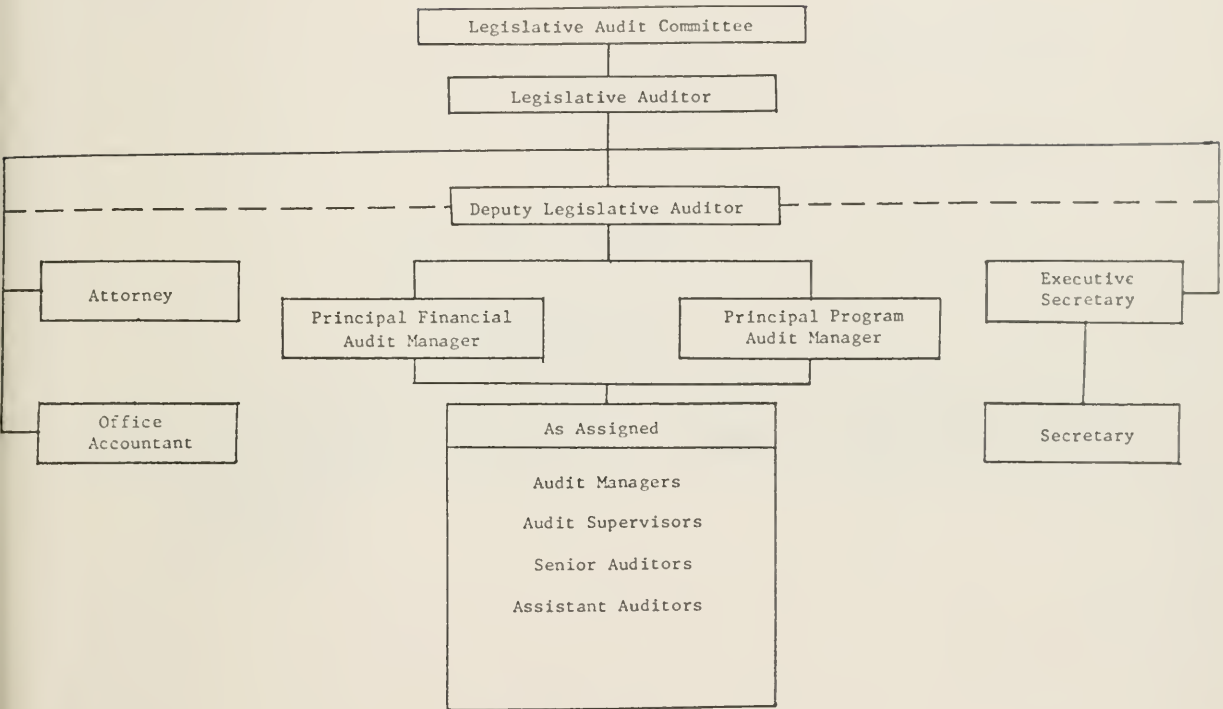 Legislative Audit Committee
Legislative Auditor
Deputy Legislative Auditor
Attorney
Principal Financial
Audit Manager
Principal Program
Audit Manager
Executive
Secretary
Office
Accountant
As Assigned
Audit Managers
Audit Supervisors
Senior Auditors
Assistant Auditors
Secretary